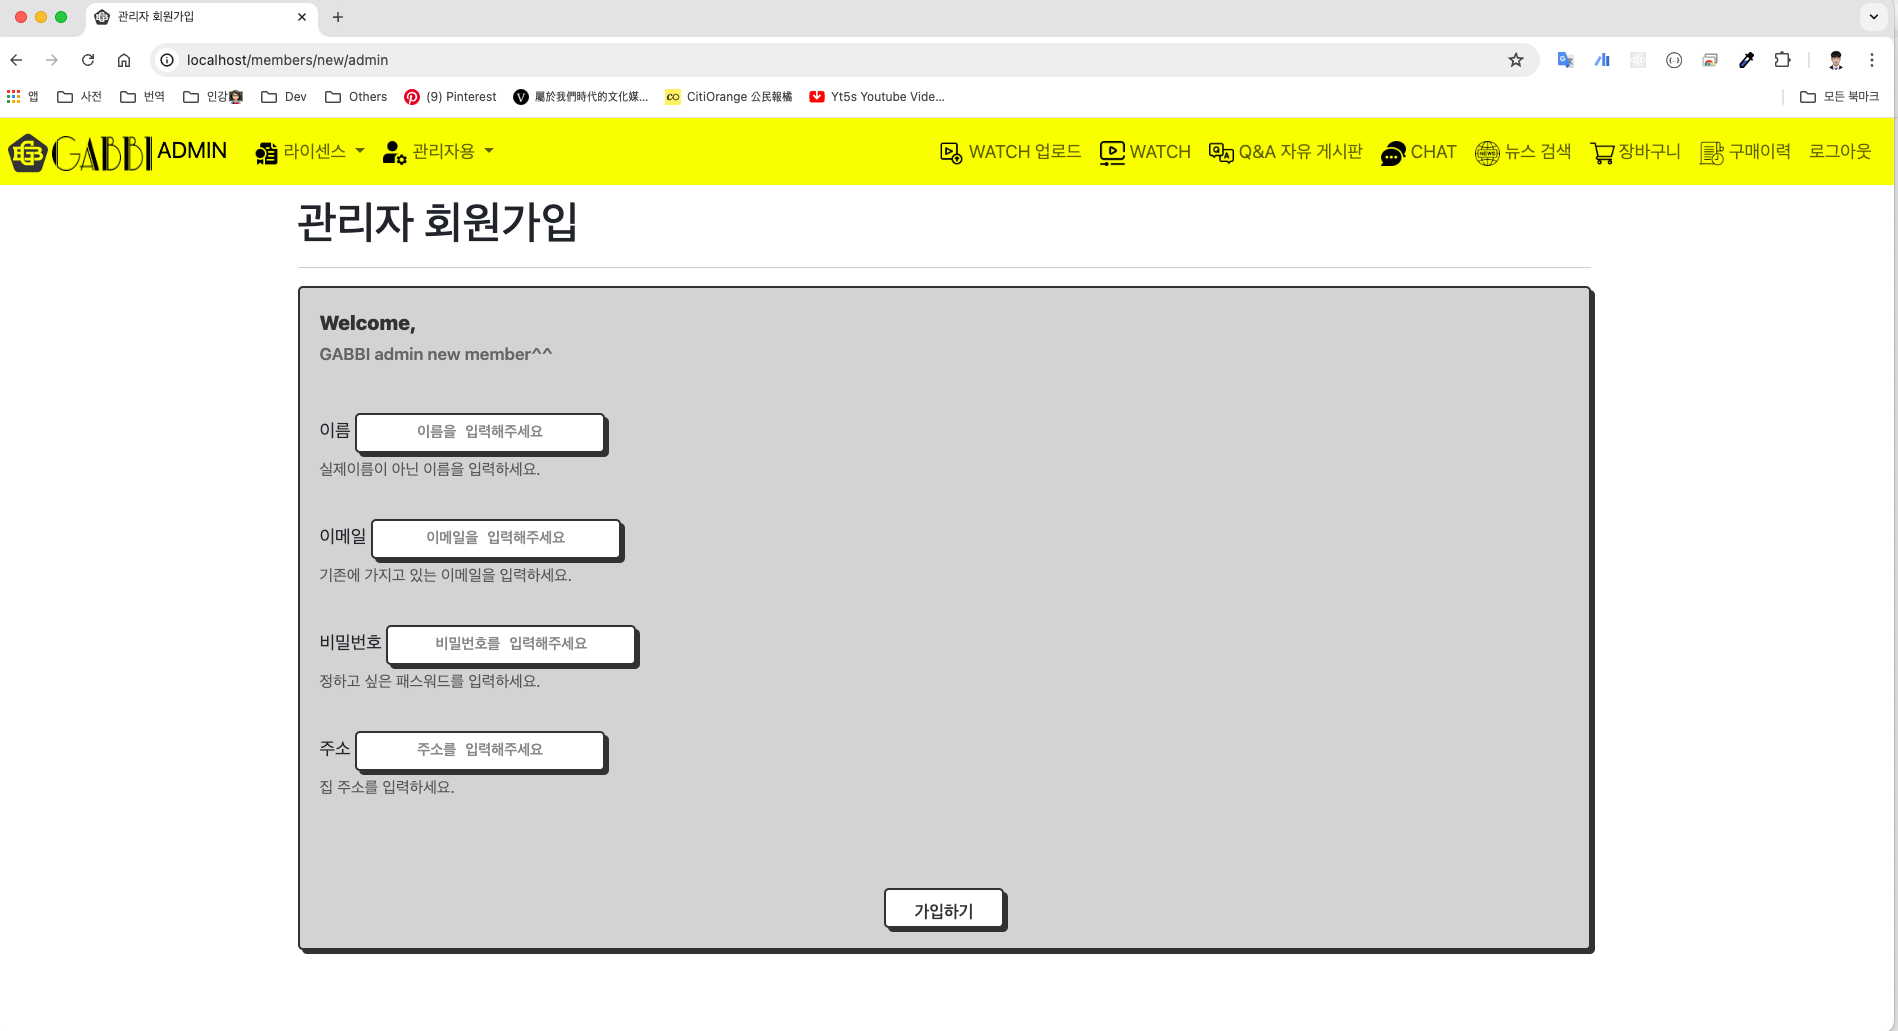 관리자 회원가입
localhost/members/new/admin
앱 사전 번역 인강 Dev Others (9) Pinterest 屬於我們時代的文化媒... CitiOrange 公民報橘 Yt5s Youtube Vide... 모든 북마크
GABBI ADMIN 라이센스 관리자용 WATCH 업로드 WATCH Q&A 자유 게시판 CHAT 뉴스 검색 장바구니 구매이력 로그아웃
관리자 회원가입
Welcome,
GABBI admin new member^^
이름 이름을 입력해주세요
실제이름이 아닌 이름을 입력하세요.
이메일 이메일을 입력해주세요
기존에 가지고 있는 이메일을 입력하세요.
비밀번호 비밀번호를 입력해주세요
정하고 싶은 패스워드를 입력하세요.
주소 주소를 입력해주세요
집 주소를 입력하세요.
가입하기